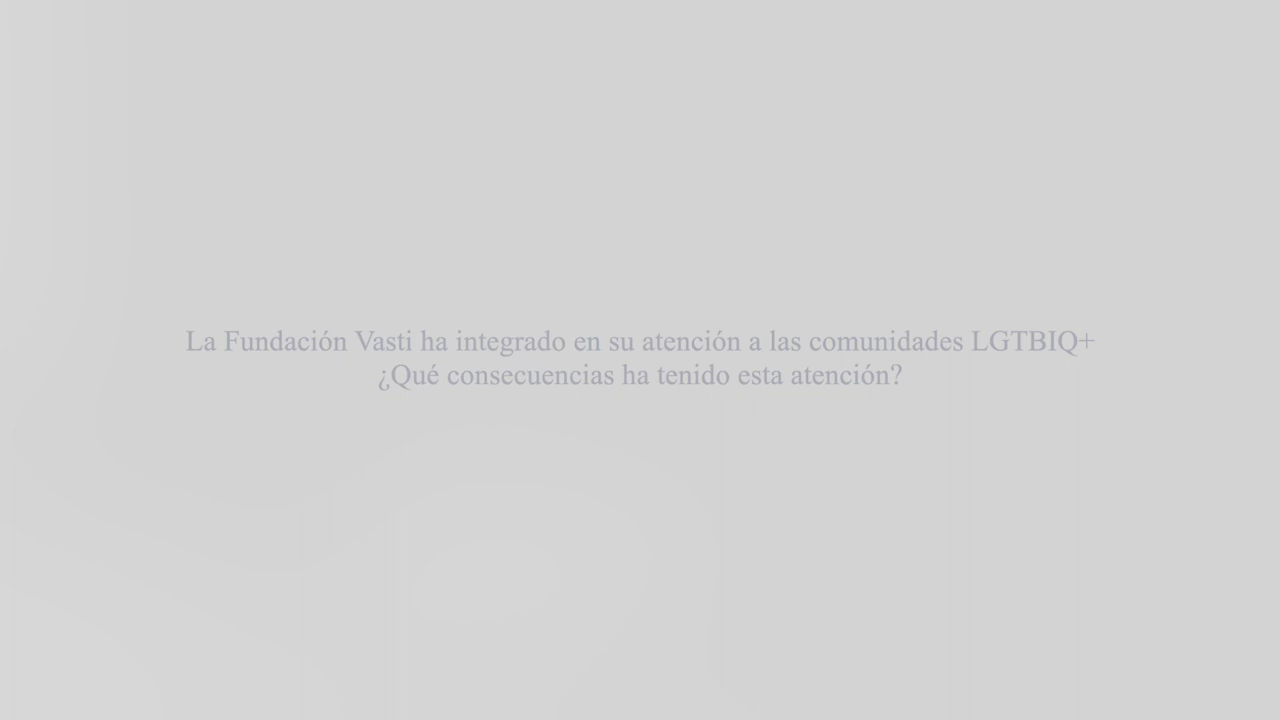 La Fundación Vasti ha integrado en su atención a las comunidades LGTBIQ+
¿Qué consecuencias ha tenido esta atención?